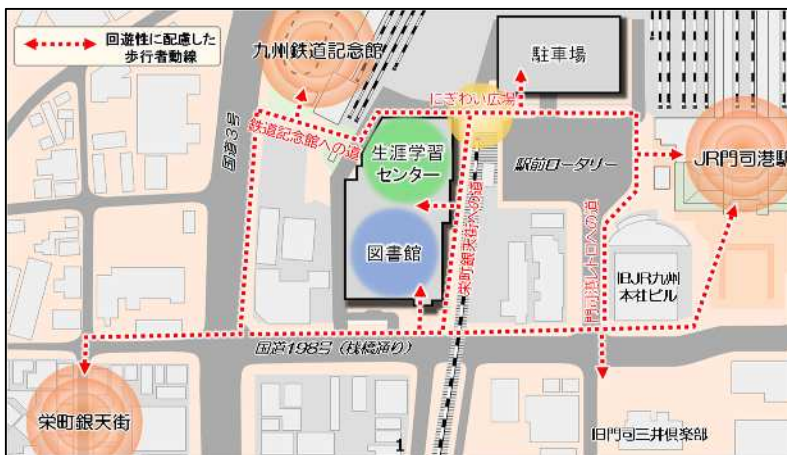 回遊性に配慮した
歩行者動線
九州鉄道記念館
駐車場
にぎわい広場
国道3号
鉄道記念館への道
生涯学習
センター
駅前ロータリー
JR門司港駅
図書館
栄町銀天街への道
門司港レトロへの道
旧JR九州
本社ビル
国道198号(桟橋通り)
栄町銀天街
1
旧門司三井倶楽部